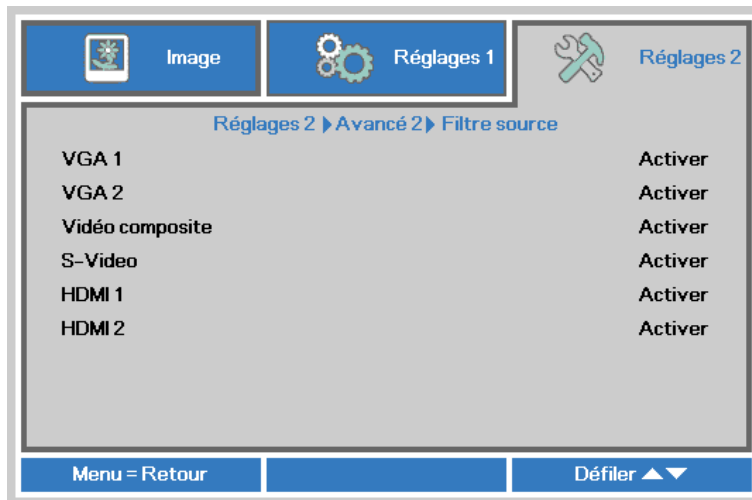 Image Réglages 1 Réglages 2
Réglages 2 Avancé 2 Filtre source
VGA 1 Activer
VGA 2 Activer
Vidéo composite Activer
S-Video Activer
HDMI 1 Activer
HDMI 2 Activer
Menu = Retour Défiler